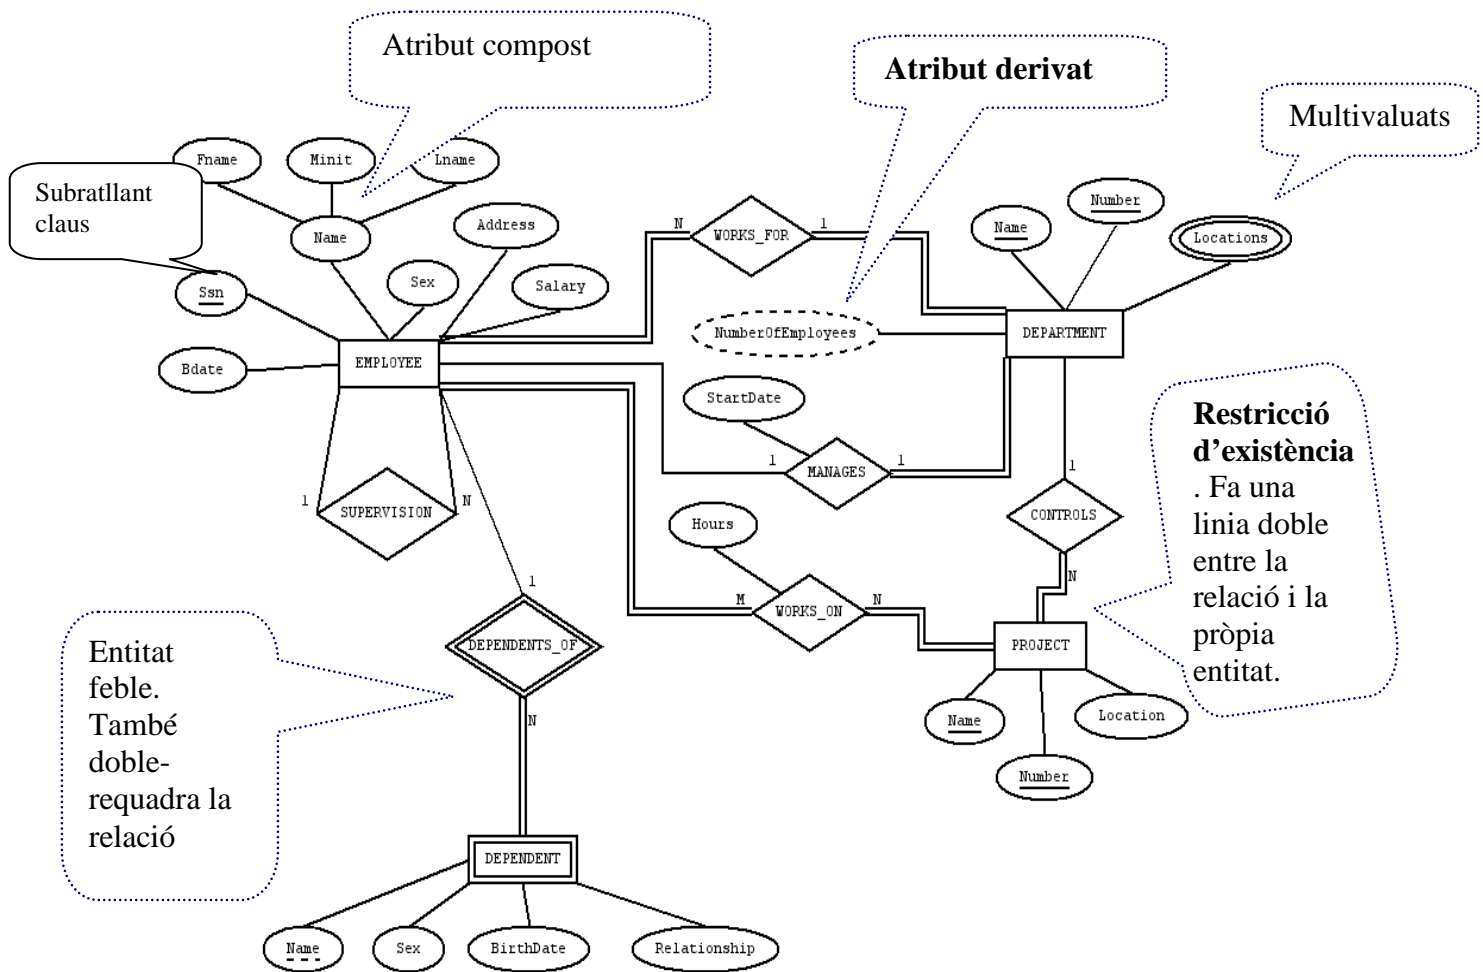 Atribut compost
Atribut derivat
Multivaluats
Fname
Minit
Lname
Subratllant
claus
Name
Address
Ssn
Sex
Salary
Bdate
EMPLOYEE
N
WORKS_FOR
1
Name
Number
Locations
NumberOfEmployees
DEPARTMENT
StartDate
1
MANAGES
1
1
SUPERVISION
N
Hours
1
CONTROLS
N
Restricció
d’existència
. Fa una
linia doble
entre la
relació i la
pròpia
entitat.
1
DEPENDENTS_OF
N
M
WORKS_ON
N
PROJECT
Name
Location
Number
Entitat
feble.
També
doble-
requadra la
relació
DEPENDENT
Name
Sex
BirthDate
Relationship